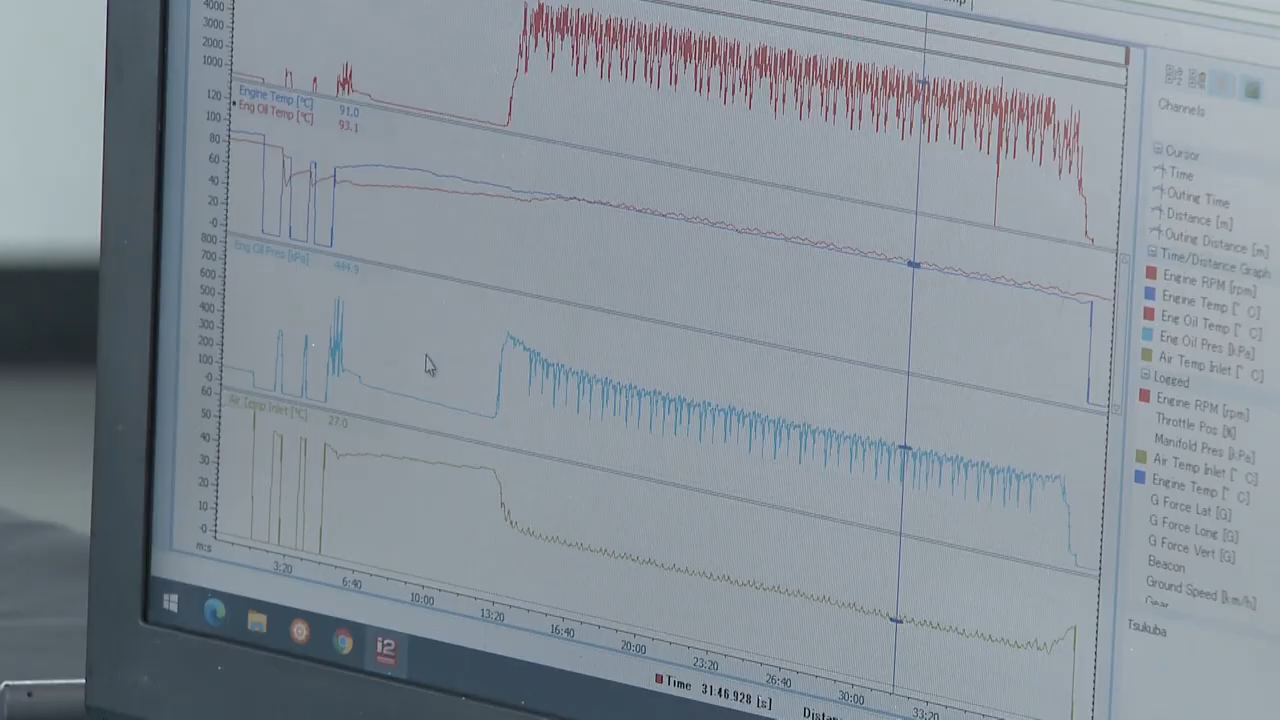 4000
3000
2000
1000
Engine Temp [°C] 91.0
Eng Oil Temp [°C] 93.1
120
100
80
60
40
20
-0
Eng Oil Pres [kPa] 444.9
800
700
600
500
400
300
200
100
-0
Air Temp Inlet [°C] 27.0
60
50
40
30
20
10
-0
m:s
3:20
6:40
10:00
13:20
16:40
20:00
23:20
26:40
30:00
33:20
Time 31:46.928 [s]
i2
Channels
Cursor
Time
Outing Time
Distance [m]
Outing Distance [m]
Time/Distance Graph
Engine RPM [rpm]
Engine Temp [° C]
Eng Oil Temp [° C]
Eng Oil Pres [kPa]
Air Temp Inlet [° C]
Logged
Engine RPM [rpm]
Throttle Pos [%]
Manifold Pres [kPa]
Air Temp Inlet [° C]
Engine Temp [° C]
G Force Lat [G]
G Force Long [G]
G Force Vert [G]
Beacon
Ground Speed [km/h]
Gear
Tsukuba